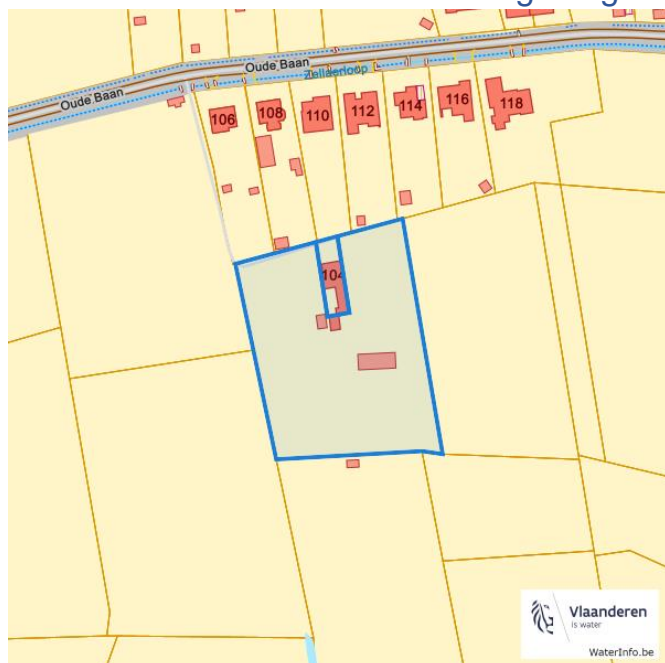 Oude Baan
Oude Baan
Zellaerloop
106
108
110
112
114
116
118
104
Vlaanderen
is water
WaterInfo.be